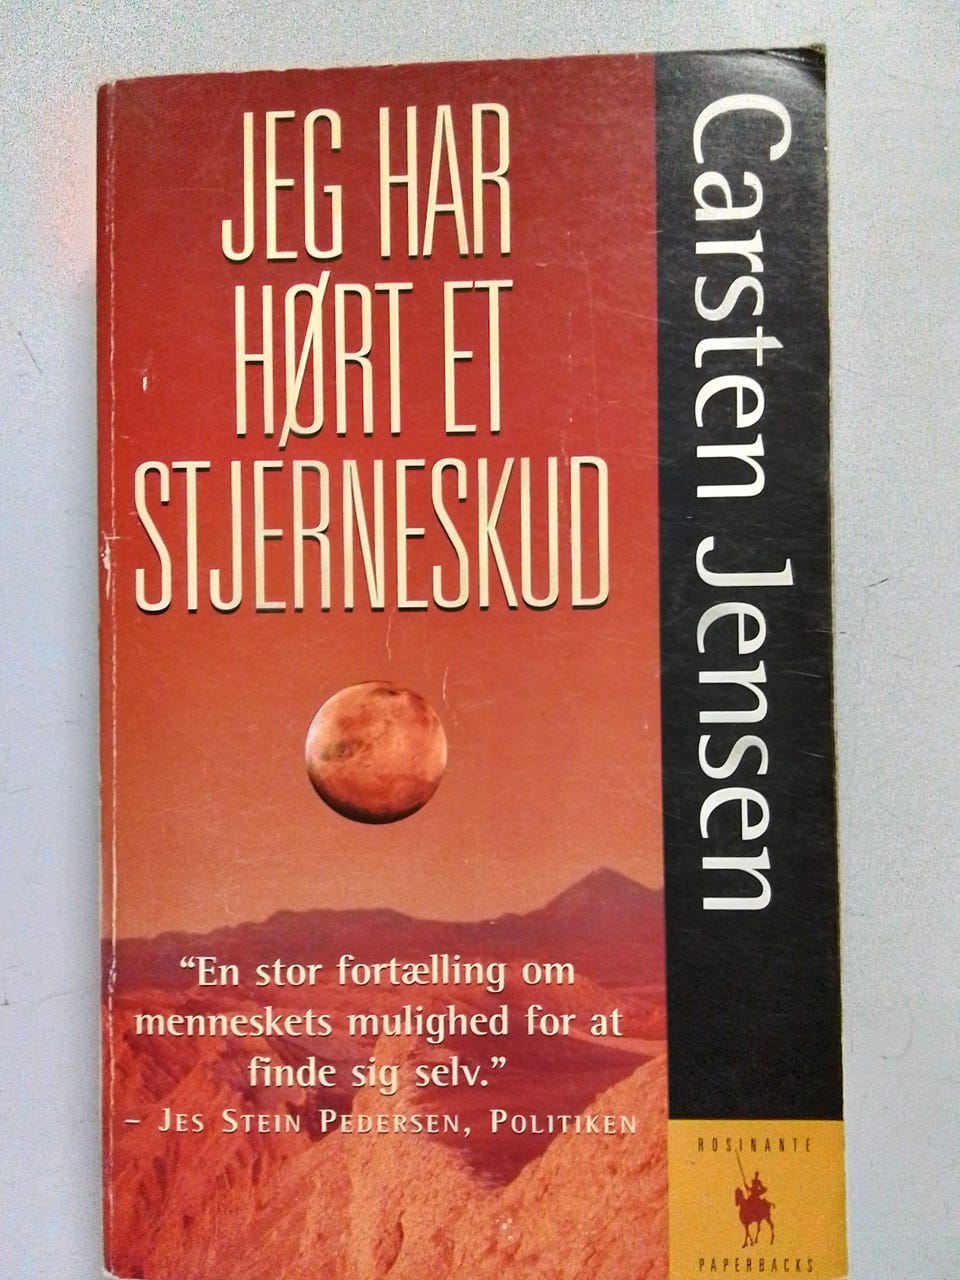 JEG HAR
HØRT ET
STJERNESKUD
Carsten Jensen
“En stor fortælling om
menneskets mulighed for at
finde sig selv.”
– JES STEIN PEDERSEN, POLITIKEN
ROSINANTE
PAPERBACKS